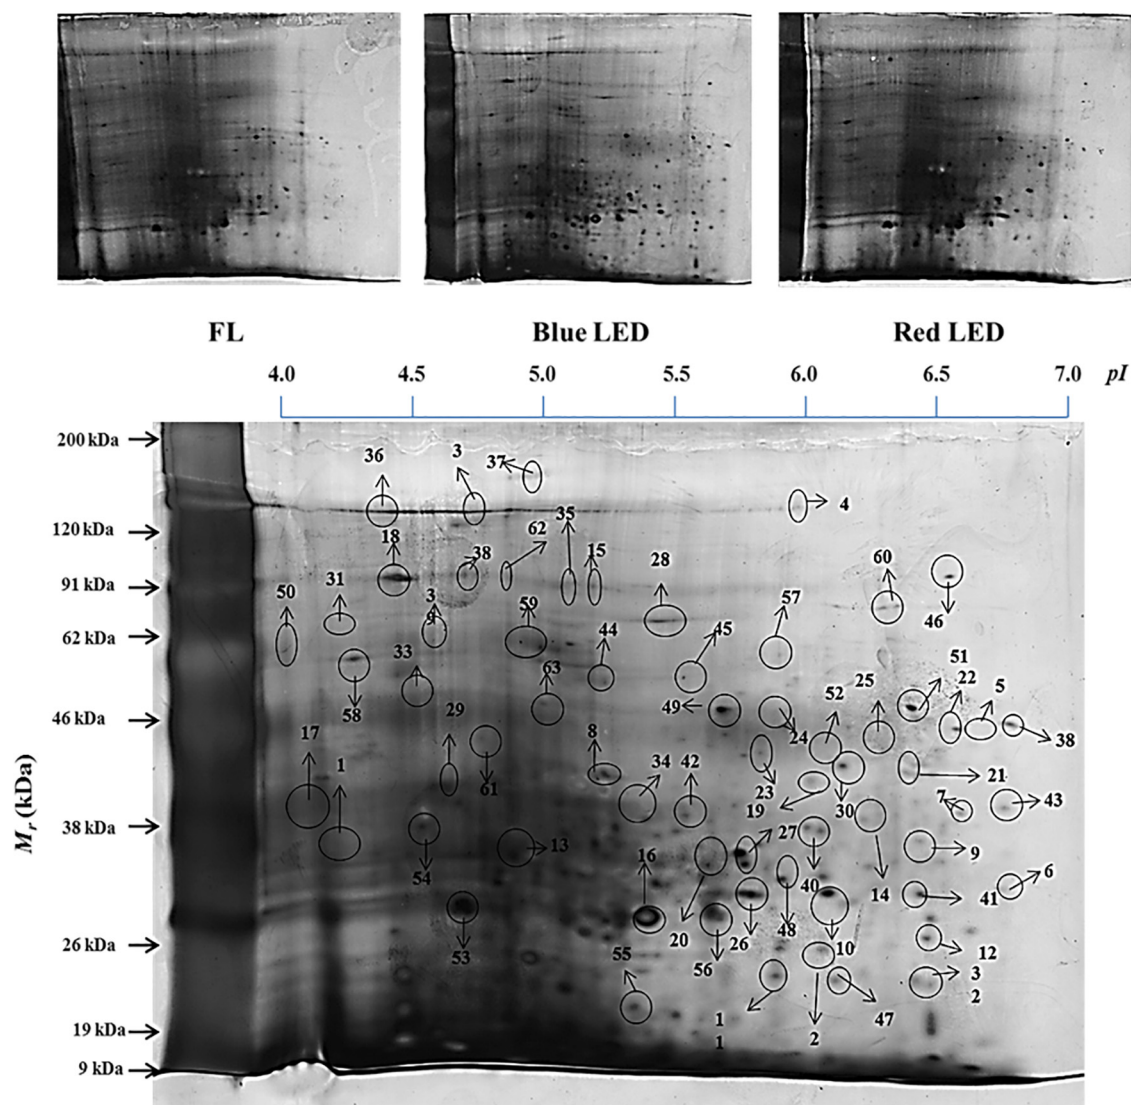 FL Blue LED Red LED
4.0 4.5 5.0 5.5 6.0 6.5 7.0 pI
200 kDa
36 3 37
4
35
120 kDa
18 38 62 15 28 60
91 kDa
50 31 3
9 59 57
46
62 kDa
33 44 45 51
63 25 22
58 52 5
49
46 kDa
29 24 38
17 8
1 34 42
61 23 21
19 30 7 43
Mr (kDa)
38 kDa
27
13 9
16 6
54 40 14 41
20 26 48
10
26 kDa
53 55 56 12
3
2
1
1 47
2
19 kDa
9 kDa